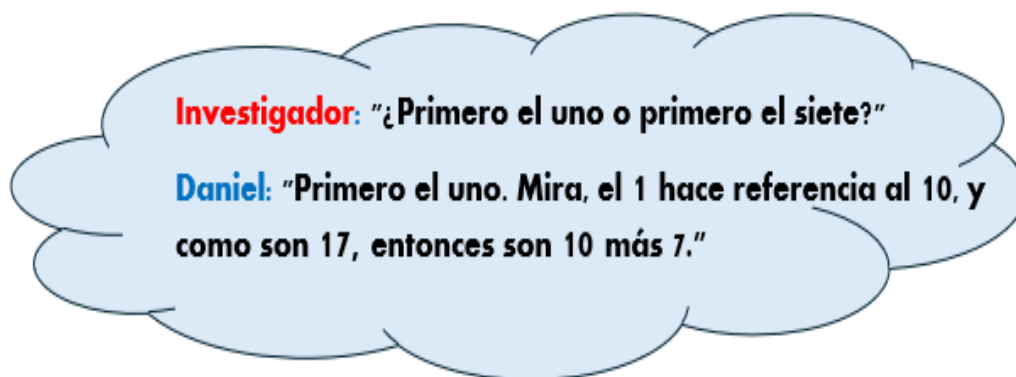 Investigador: "¿Primero el uno o primero el siete?"
Daniel: "Primero el uno. Mira, el 1 hace referencia al 10, y
como son 17, entonces son 10 más 7."